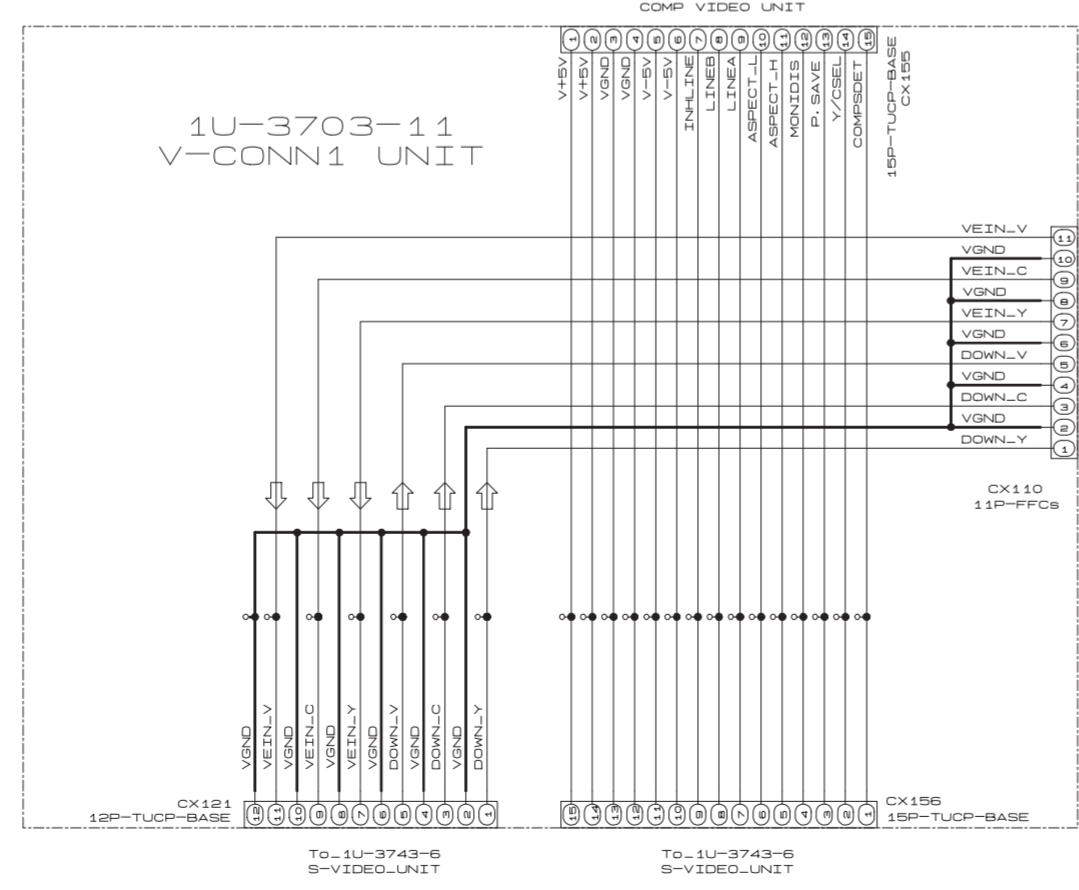 COMP VIDEO UNIT
1 2 3 4 5 6 7 8 9 10 11 12 13 14 15
V+5V
V+5V
VGND
VGND
V-5V
V-5V
INHLINE
LINEB
LINEA
ASPECT_L
ASPECT_H
MONIDIS
P. SAVE
Y/CSEL
COMPSDET
15P-TUCP-BASE
CX155
1U-3703-11
V-CONN1 UNIT
VEIN_V 11
VGND 10
VEIN_C 9
VGND 8
VEIN_Y 7
VGND 6
DOWN_V 5
VGND 4
DOWN_C 3
VGND 2
DOWN_Y 1
CX110
11P-FFCs
VGND
VEIN_V
VGND
VEIN_C
VGND
VEIN_Y
VGND
DOWN_V
VGND
DOWN_C
VGND
DOWN_Y
CX121
12P-TUCP-BASE
12 11 10 9 8 7 6 5 4 3 2 1
15 14 13 12 11 10 9 8 7 6 5 4 3 2 1
CX156
15P-TUCP-BASE
To_1U-3743-6
S-VIDEO_UNIT
To_1U-3743-6
S-VIDEO_UNIT